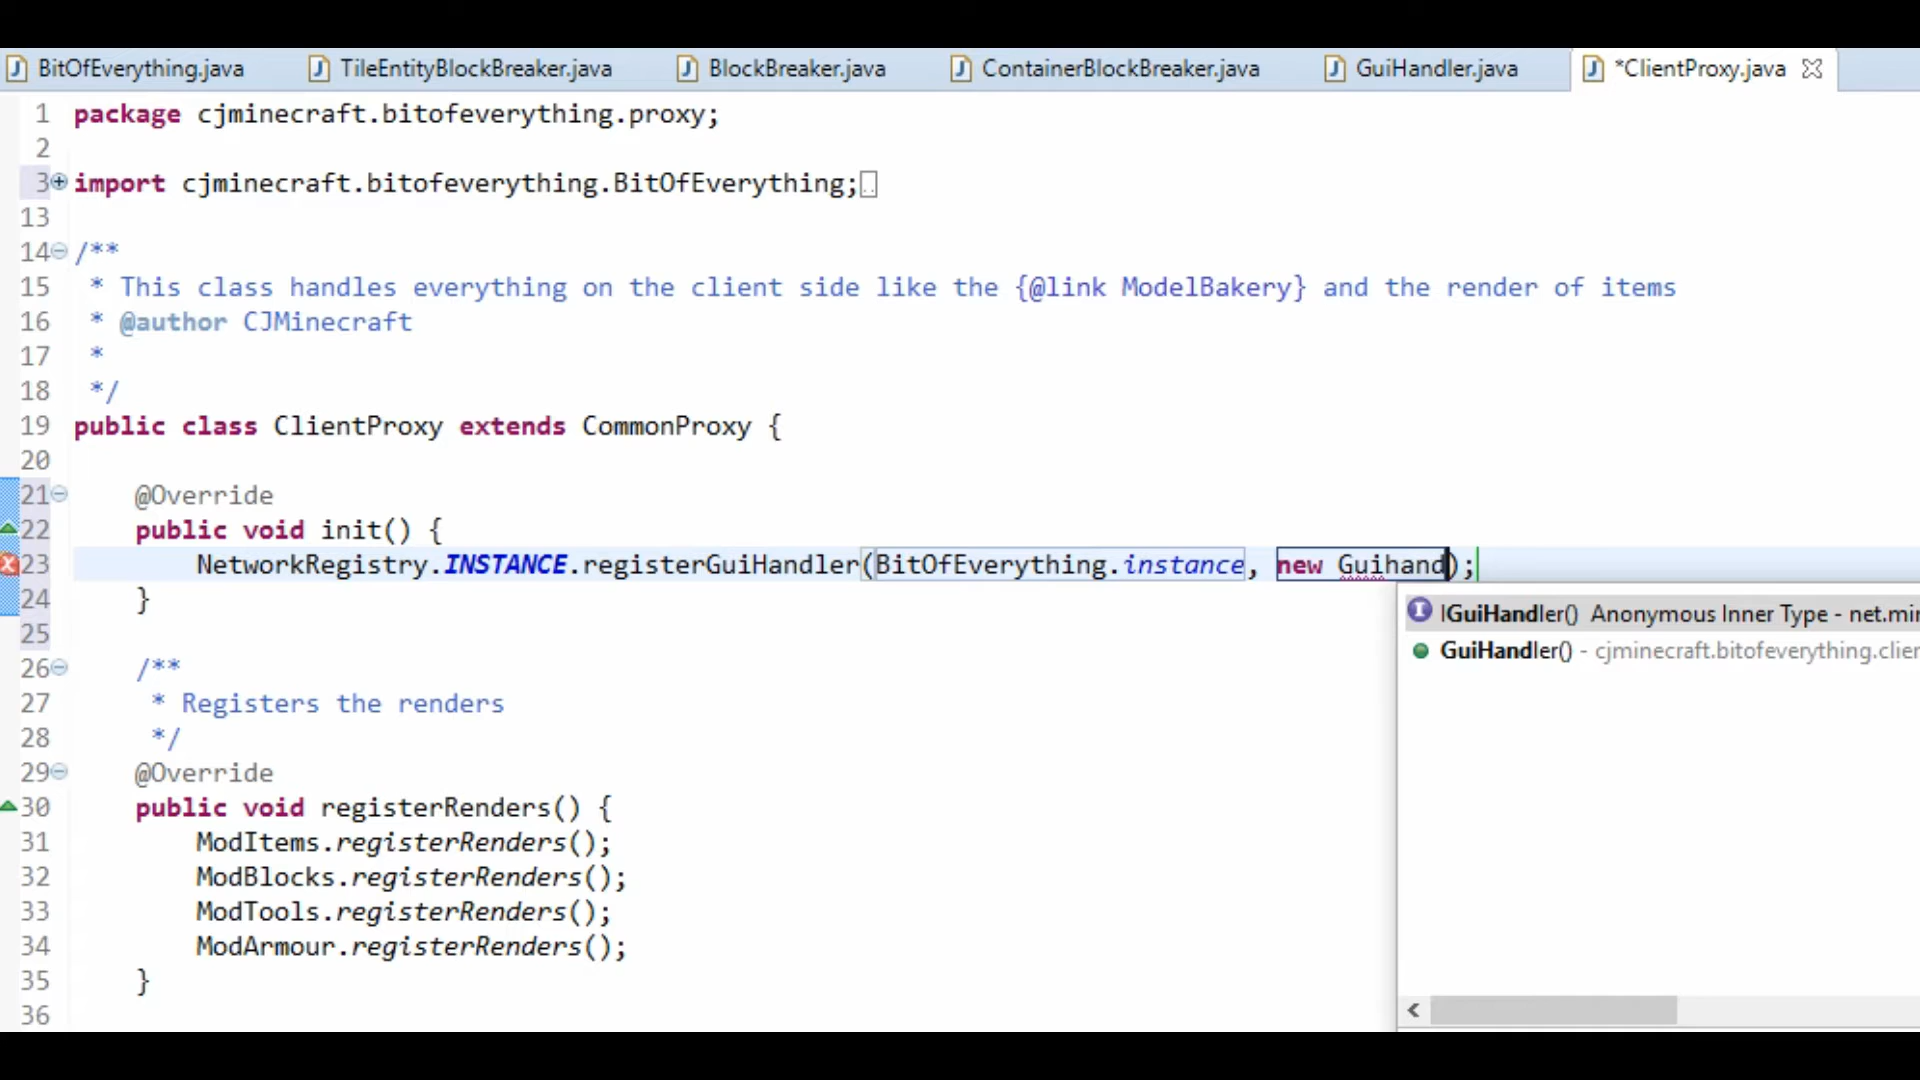 BitOfEverything.java TileEntityBlockBreaker.java BlockBreaker.java ContainerBlockBreaker.java GuiHandler.java *ClientProxy.java
1 package cjminecraft.bitofeverything.proxy;
2
3 import cjminecraft.bitofeverything.BitOfEverything;
13
14 /**
15 * This class handles everything on the client side like the {@link ModelBakery} and the render of items
16 * @author CJMinecraft
17 *
18 */
19 public class ClientProxy extends CommonProxy {
20
21 @Override
22 public void init() {
23 NetworkRegistry.INSTANCE.registerGuiHandler(BitOfEverything.instance, new Guihand);
24 }
25
26 /**
27 * Registers the renders
28 */
29 @Override
30 public void registerRenders() {
31 ModItems.registerRenders();
32 ModBlocks.registerRenders();
33 ModTools.registerRenders();
34 ModArmour.registerRenders();
35 }
36
IGuiHandler() Anonymous Inner Type - net.mi
GuiHandler() - cjminecraft.bitofeverything.clie